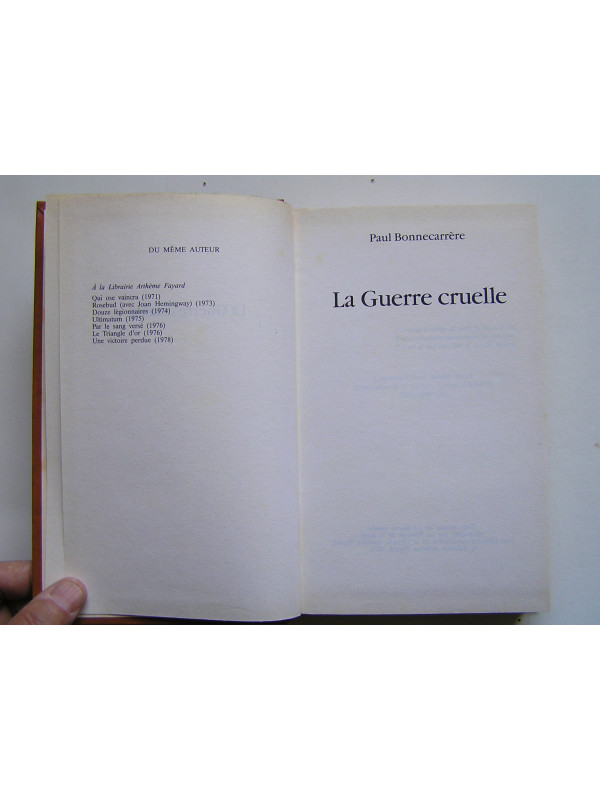 DU MÊME AUTEUR
À la Librairie Arthème Fayard
Qui ose vaincra (1971)
Rosebud (avec Joan Hemingway) (1973)
Douze légionnaires (1974)
Ultimatum (1975)
Par le sang versé (1976)
Le Triangle d'or (1976)
Une victoire perdue (1978)
Paul Bonnecarrère
La Guerre cruelle